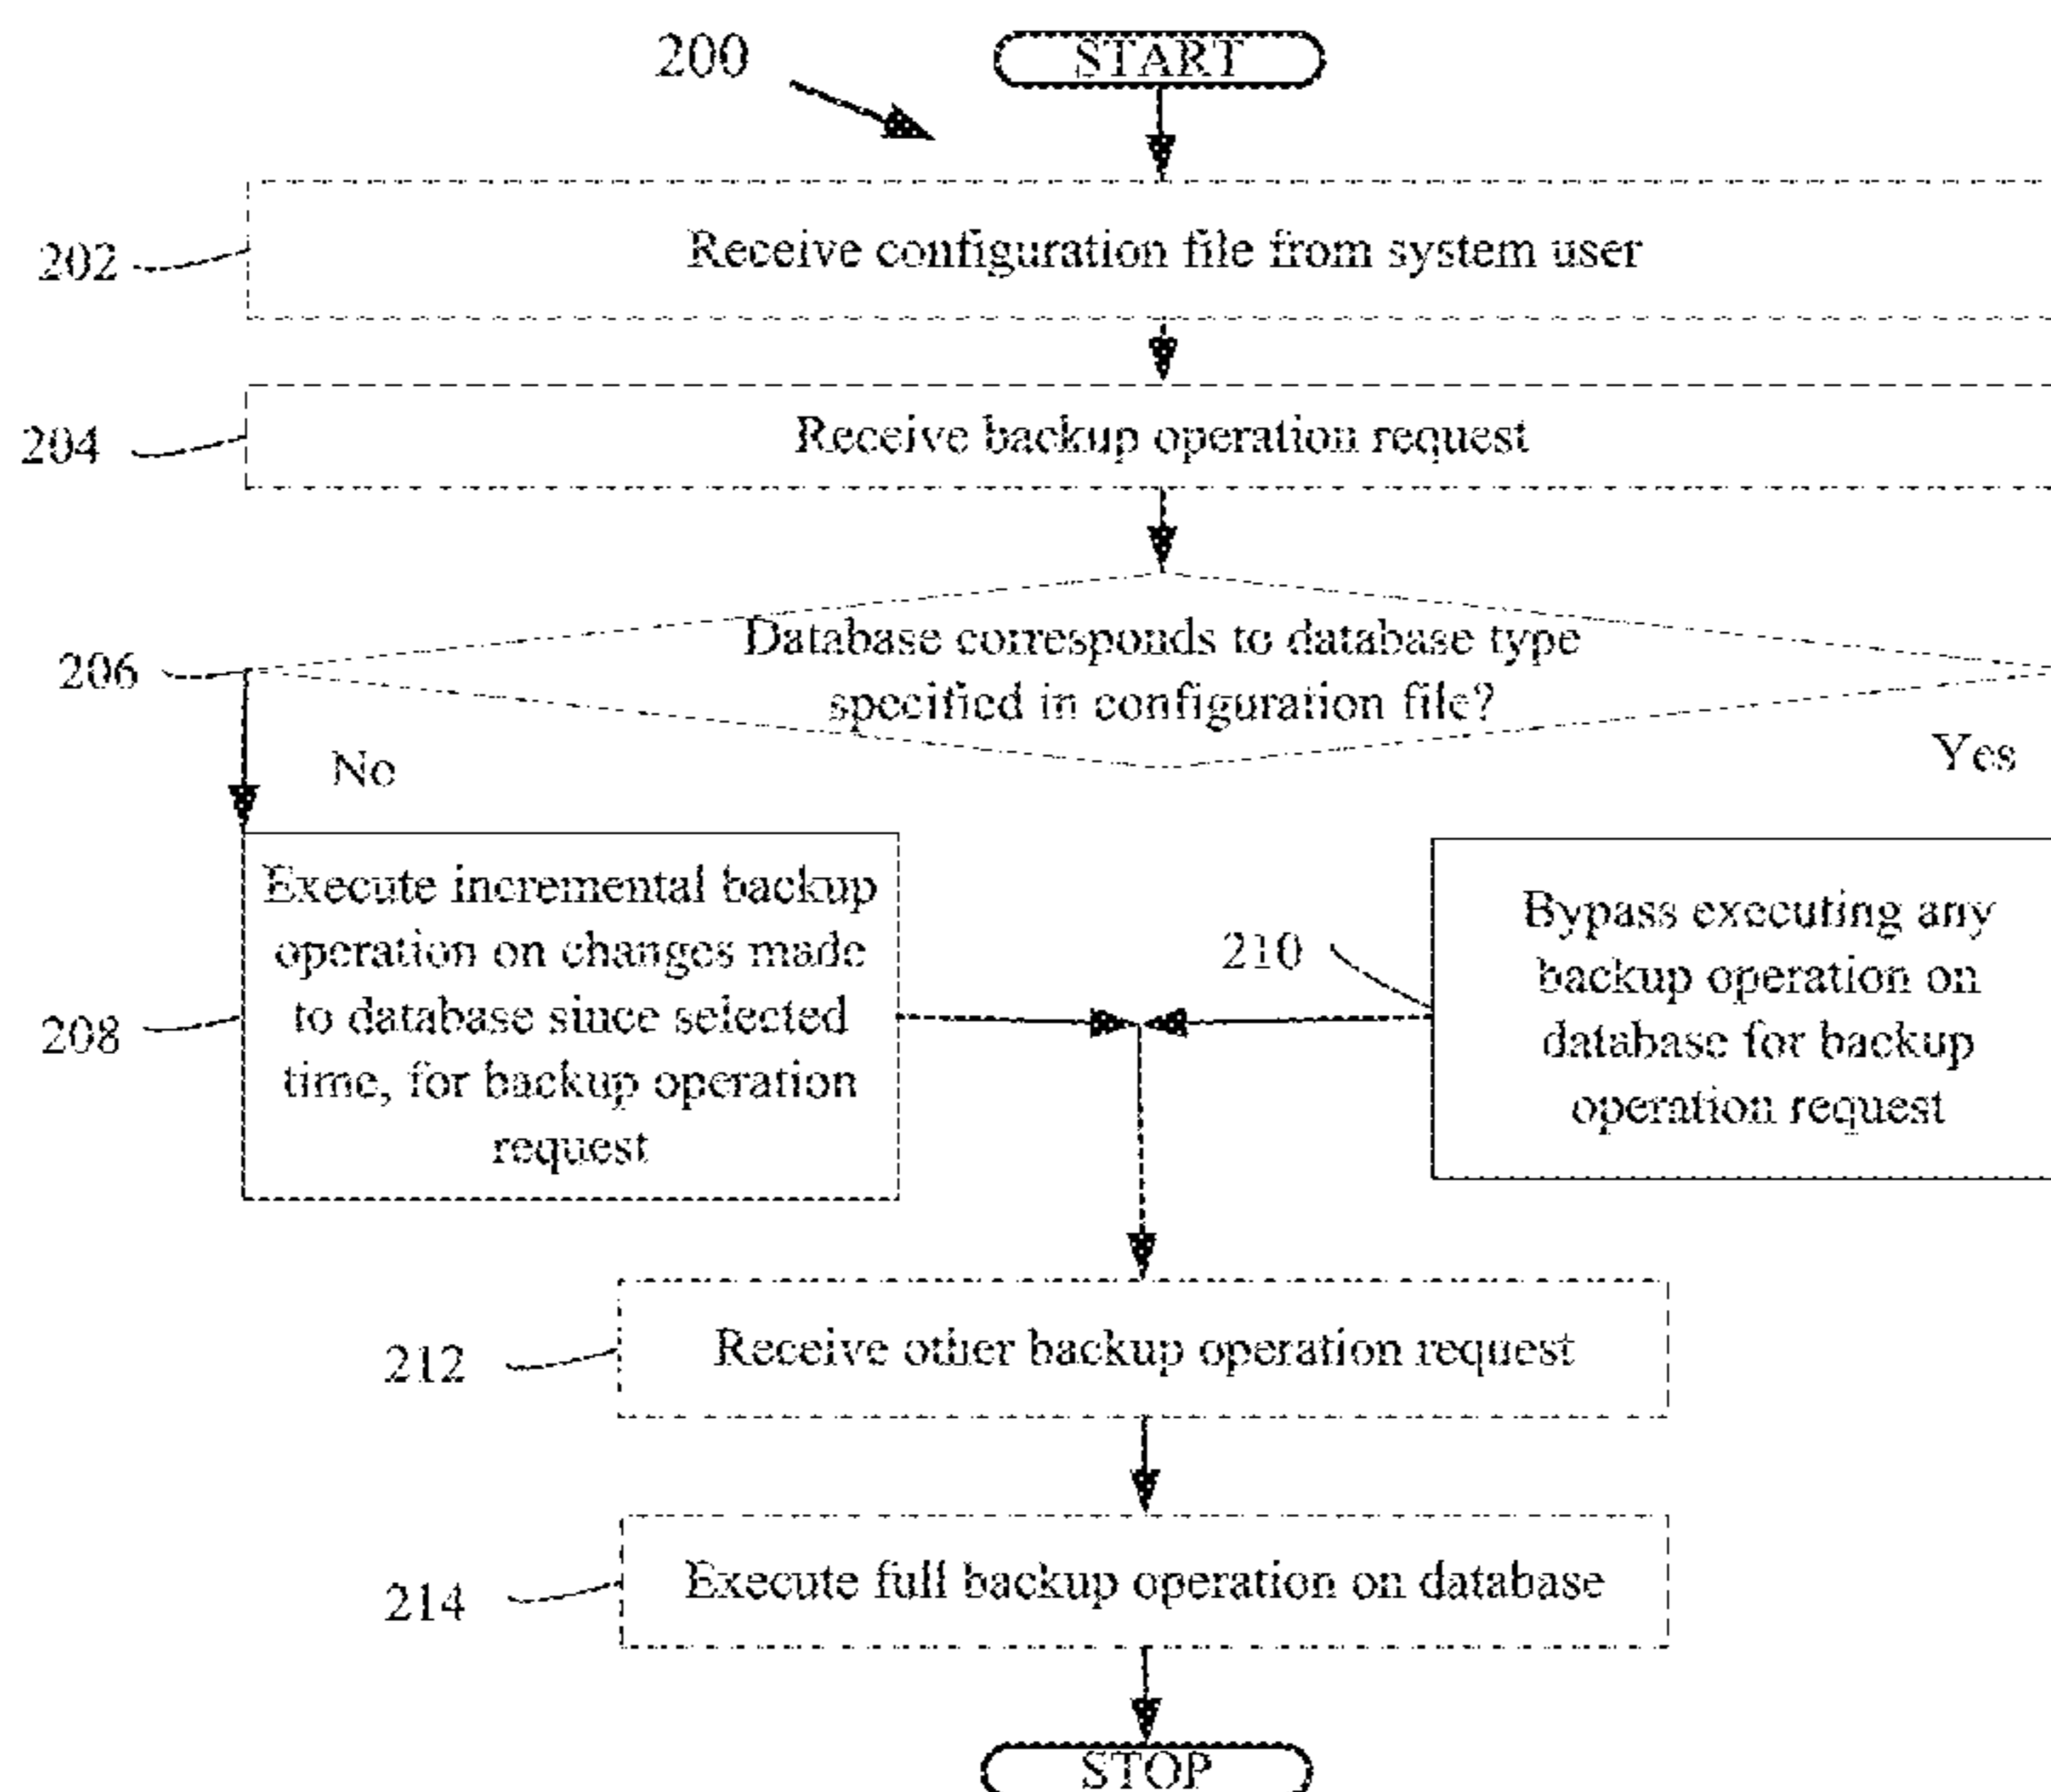 200
START
202
Receive configuration file from system user
204
Receive backup operation request
206
Database corresponds to database type
specified in configuration file?
No
Yes
208
Execute incremental backup
operation on changes made
to database since selected
time, for backup operation
request
210
Bypass executing any
backup operation on
database for backup
operation request
212
Receive other backup operation request
214
Execute full backup operation on database
STOP